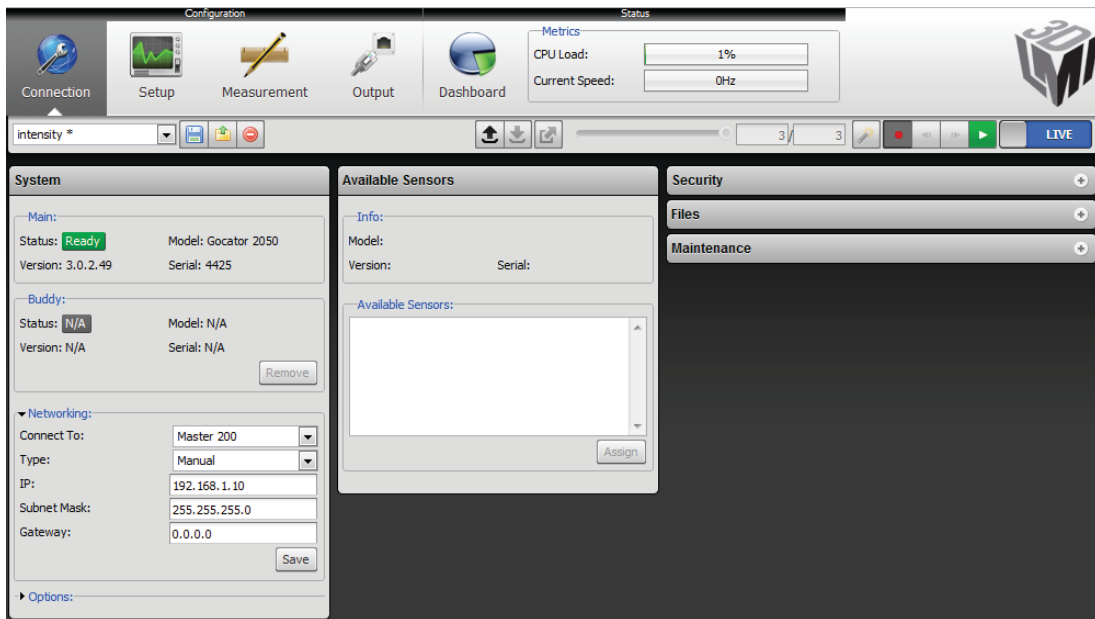 Configuration
Status
Connection
Setup
Measurement
Output
Dashboard
Metrics
CPU Load: 1%
Current Speed: 0Hz
3D
LMI
intensity *
3/ 3
LIVE
System
Main:
Status: Ready Model: Gocator 2050
Version: 3.0.2.49 Serial: 4425
Buddy:
Status: N/A Model: N/A
Version: N/A Serial: N/A
Remove
Networking:
Connect To: Master 200
Type: Manual
IP: 192.168.1.10
Subnet Mask: 255.255.255.0
Gateway: 0.0.0.0
Save
Options:
Available Sensors
Info:
Model:
Version: Serial:
Available Sensors:
Assign
Security
Files
Maintenance